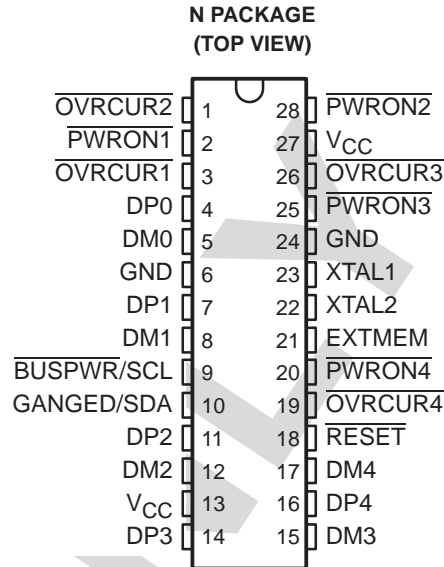 N PACKAGE
(TOP VIEW)
OVRCUR2 1 28 PWRON2
PWRON1 2 27 VCC
OVRCUR1 3 26 OVRCUR3
DP0 4 25 PWRON3
DM0 5 24 GND
GND 6 23 XTAL1
DP1 7 22 XTAL2
DM1 8 21 EXTMEM
BUSPWR/SCL 9 20 PWRON4
GANGED/SDA 10 19 OVRCUR4
DP2 11 18 RESET
DM2 12 17 DM4
VCC 13 16 DP4
DP3 14 15 DM3